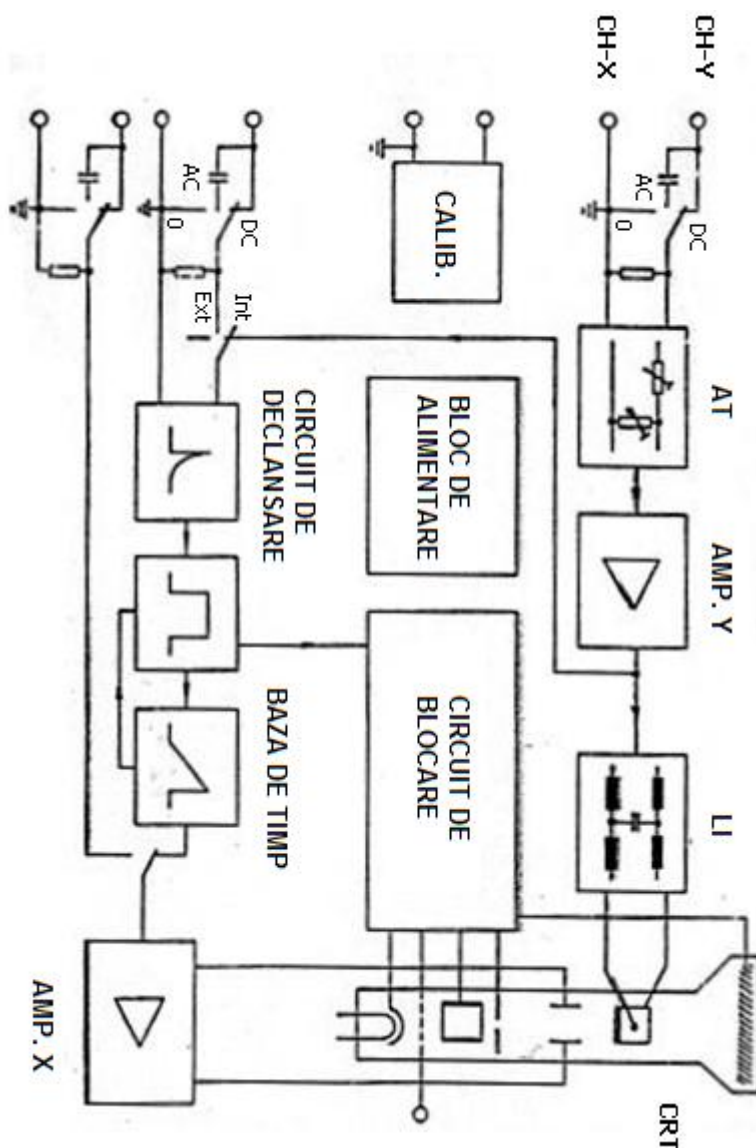 CH-Y
CH-X
AC
DC
0
AT
AMP. Y
LI
CRT
CALIB.
BLOC DE
ALIMENTARE
CIRCUIT DE
BLOCARE
AC
DC
0
Int
Ext
CIRCUIT DE
DECLANSARE
BAZA DE TIMP
AMP. X